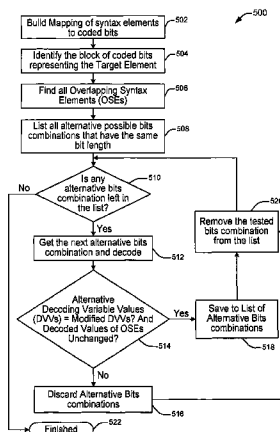 500
Build Mapping of syntax elements
to coded bits
502
Identify the block of coded bits
representing the Target Element
504
Find all Overlapping Syntax
Elements (OSEs)
506
List all alternative possible bits
combinations that have the same
bit length
508
510
Is any
alternative bits
combination left in
the list?
No
Yes
Get the next alternative bits
combination and decode
512
Alternative
Decoding Variable Values
(DVVs) = Modified DVVs? And
Decoded Values of OSEs
Unchanged?
514
Yes
No
Save to List of
Alternative Bits
combinations
518
Remove the tested
bits combination
from the list
Discard Alternative Bits
combinations
516
Finished
522